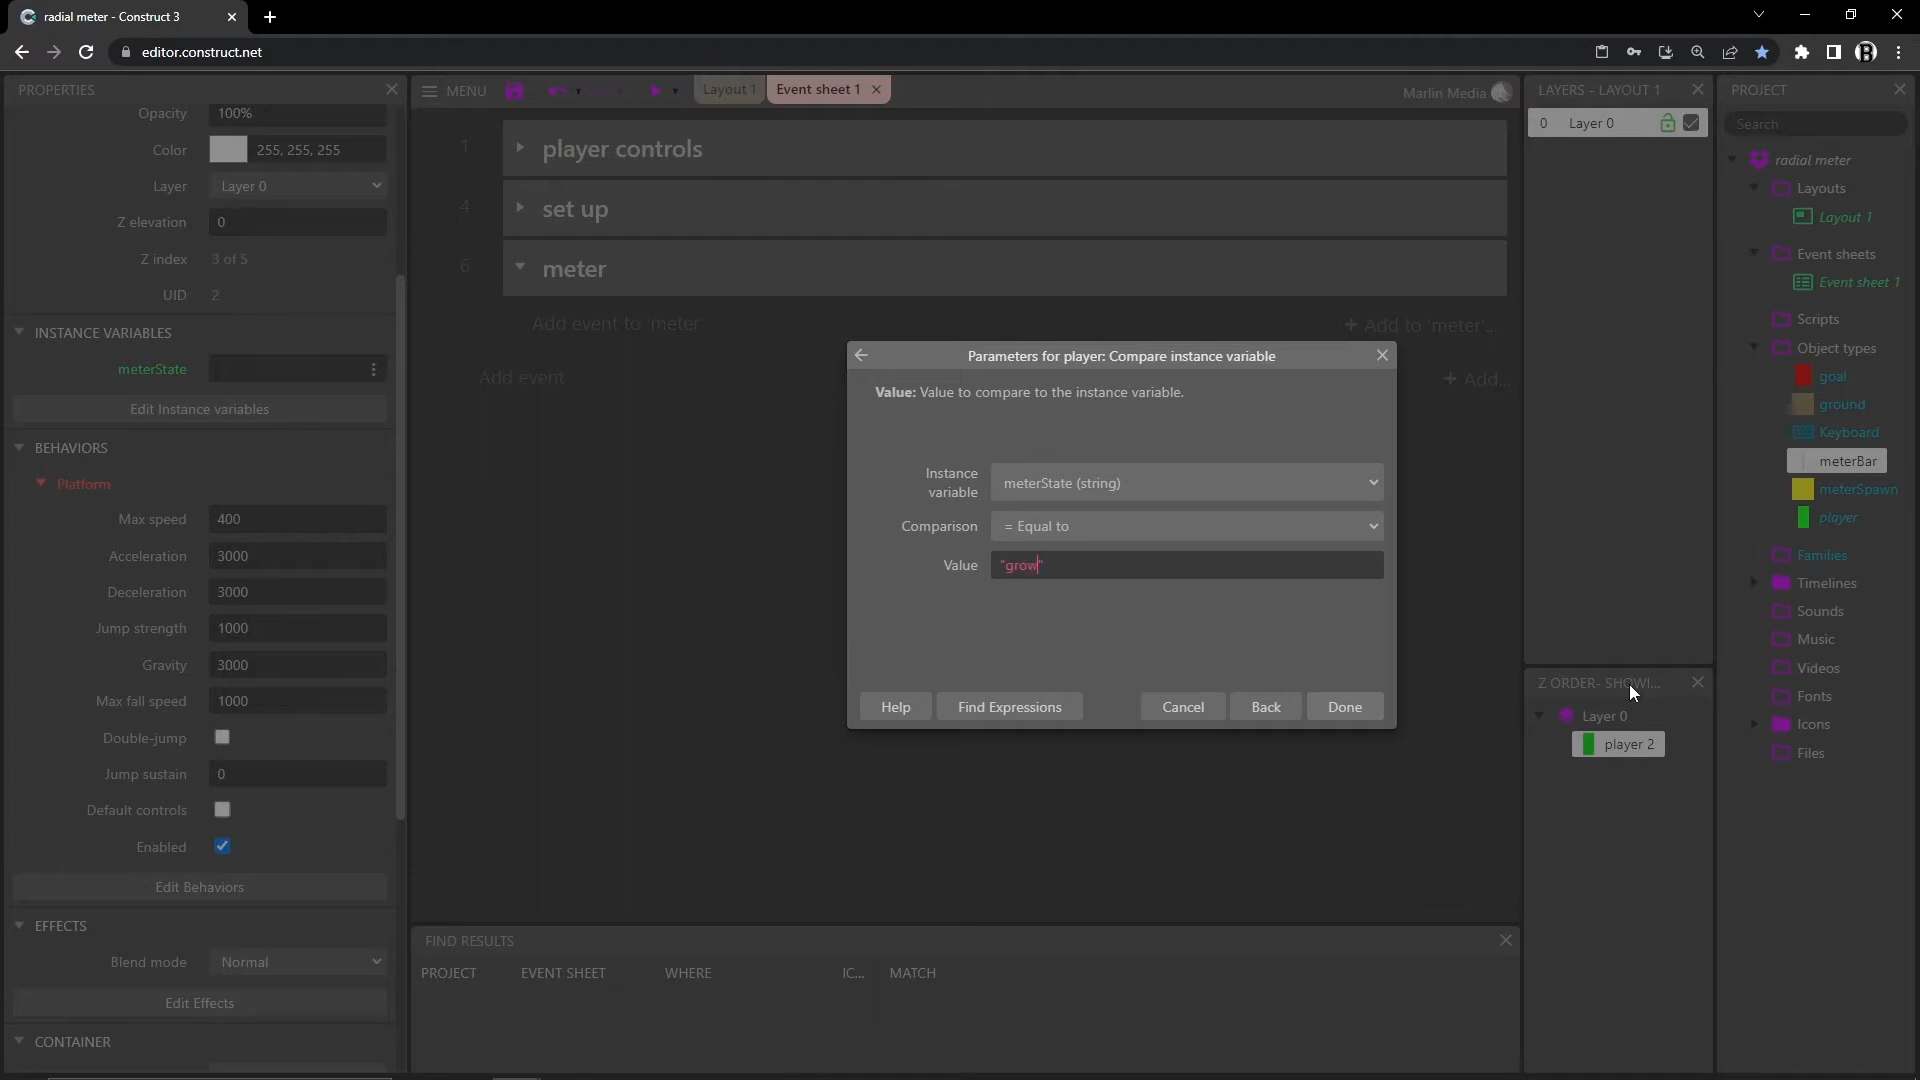 radial meter - Construct 3
editor.construct.net
PROPERTIES
Opacity 100%
Color 255, 255, 255
Layer Layer 0
Z elevation 0
Z index 3 of 5
UID 2
INSTANCE VARIABLES
meterState
Edit Instance variables
BEHAVIORS
Platform
Max speed 400
Acceleration 3000
Deceleration 3000
Jump strength 1000
Gravity 3000
Max fall speed 1000
Double-jump
Jump sustain 0
Default controls
Enabled
Edit Behaviors
EFFECTS
Blend mode Normal
Edit Effects
CONTAINER
MENU
Layout 1
Event sheet 1
Marlin Media
1 player controls
4 set up
6 meter
Add event to 'meter'
+ Add to 'meter'...
Add event
+ Add...
Parameters for player: Compare instance variable
Value: Value to compare to the instance variable.
Instance variable meterState (string)
Comparison = Equal to
Value "grow"
Help Find Expressions Cancel Back Done
FIND RESULTS
PROJECT EVENT SHEET WHERE IC... MATCH
LAYERS - LAYOUT 1
0 Layer 0
Z ORDER- SHOWI...
Layer 0
player 2
PROJECT
Search
radial meter
Layouts
Layout 1
Event sheets
Event sheet 1
Scripts
Object types
goal
ground
Keyboard
meterBar
meterSpawn
player
Families
Timelines
Sounds
Music
Videos
Fonts
Icons
Files